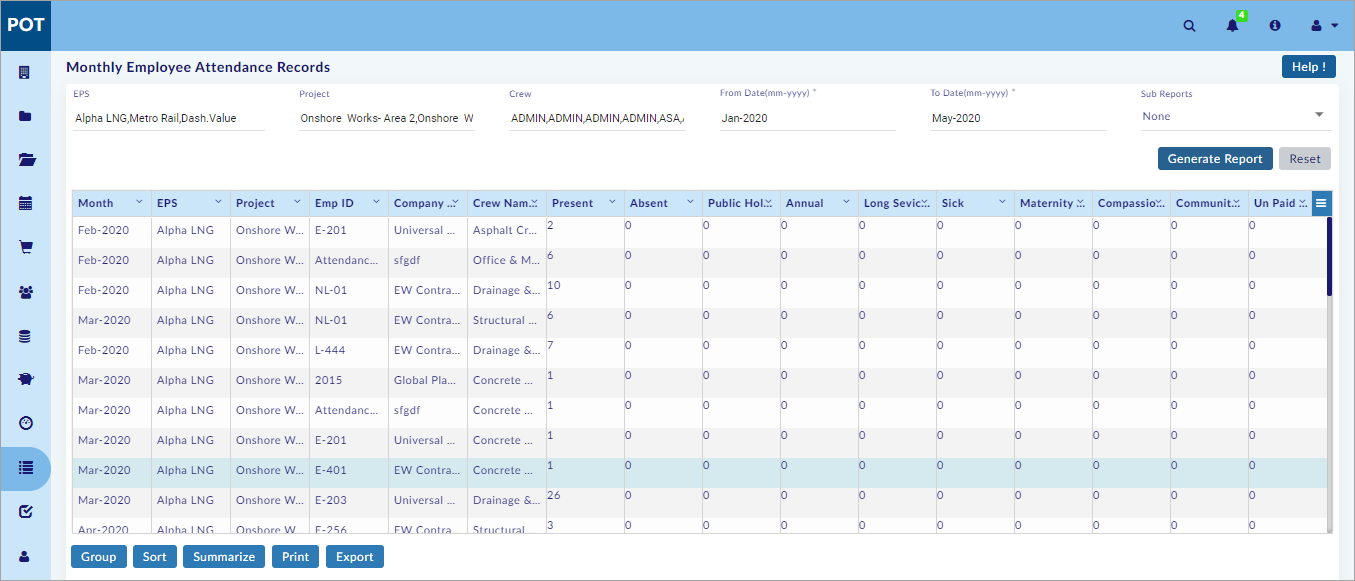 POT
4
Monthly Employee Attendance Records
Help !
EPS Project Crew From Date(mm-yyyy) * To Date(mm-yyyy) * Sub Reports
Alpha LNG,Metro Rail,Dash.Value Onshore Works- Area 2,Onshore W ADMIN,ADMIN,ADMIN,ADMIN,ASA, Jan-2020 May-2020 None
Generate Report Reset
Month EPS Project Emp ID Company ... Crew Nam... Present Absent Public Hol... Annual Long Sevic... Sick Maternity ... Compassio... Communit... Un Paid ...
Feb-2020 Alpha LNG Onshore W... E-201 Universal ... Asphalt Cr... 2 0 0 0 0 0 0 0 0 0
Feb-2020 Alpha LNG Onshore W... Attendanc... sfgdf Office & M... 6 0 0 0 0 0 0 0 0 0
Feb-2020 Alpha LNG Onshore W... NL-01 EW Contra... Drainage &... 10 0 0 0 0 0 0 0 0 0
Mar-2020 Alpha LNG Onshore W... NL-01 EW Contra... Structural ... 6 0 0 0 0 0 0 0 0 0
Feb-2020 Alpha LNG Onshore W... L-444 EW Contra... Drainage &... 7 0 0 0 0 0 0 0 0 0
Mar-2020 Alpha LNG Onshore W... 2015 Global Pla... Concrete ... 1 0 0 0 0 0 0 0 0 0
Mar-2020 Alpha LNG Onshore W... Attendanc... sfgdf Concrete ... 1 0 0 0 0 0 0 0 0 0
Mar-2020 Alpha LNG Onshore W... E-201 Universal ... Concrete ... 1 0 0 0 0 0 0 0 0 0
Mar-2020 Alpha LNG Onshore W... E-401 EW Contra... Concrete ... 1 0 0 0 0 0 0 0 0 0
Mar-2020 Alpha LNG Onshore W... E-203 Universal ... Drainage &... 26 0 0 0 0 0 0 0 0 0
Apr-2020 Alpha LNG Onshore W... E-256 EW Contra... Structural ... 3 0 0 0 0 0 0 0 0 0
Group Sort Summarize Print Export